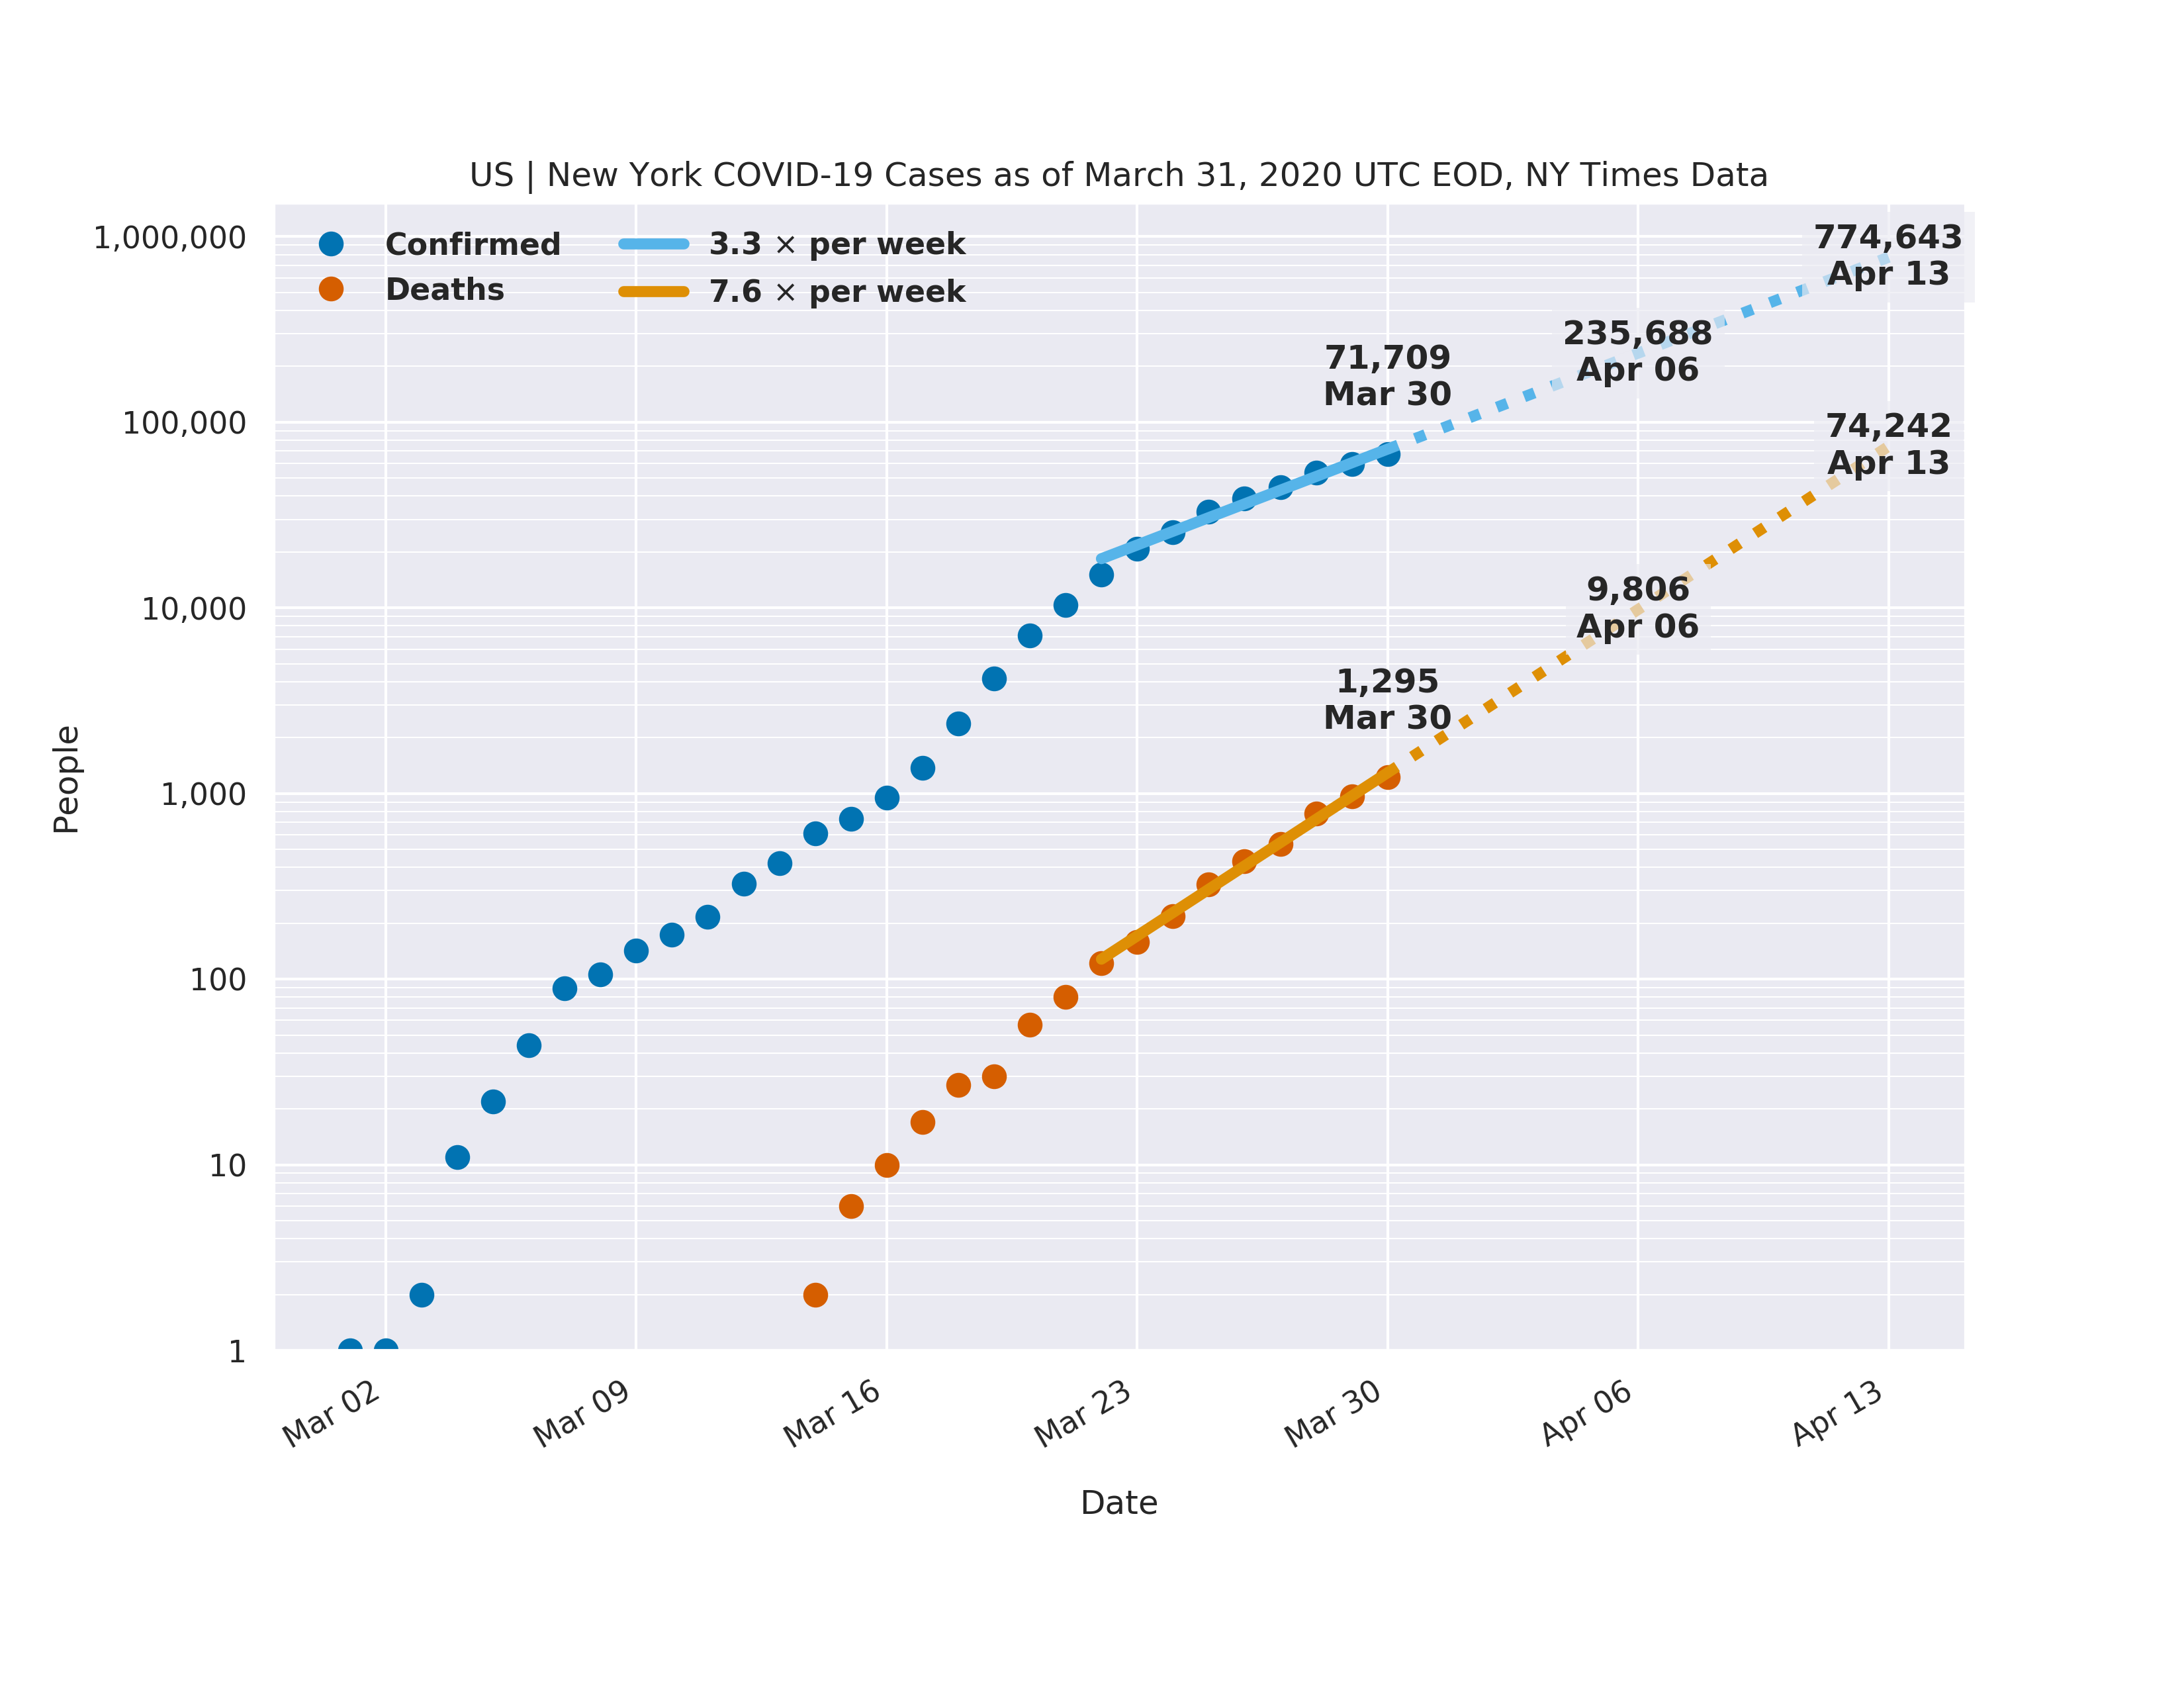 US | New York COVID-19 Cases as of March 31, 2020 UTC EOD, NY Times Data
Confirmed
Deaths
3.3 × per week
7.6 × per week
1,000,000
100,000
10,000
1,000
100
10
1
People
774,643
Apr 13
235,688
Apr 06
71,709
Mar 30
74,242
Apr 13
9,806
Apr 06
1,295
Mar 30
Mar 02
Mar 09
Mar 16
Mar 23
Mar 30
Apr 06
Apr 13
Date